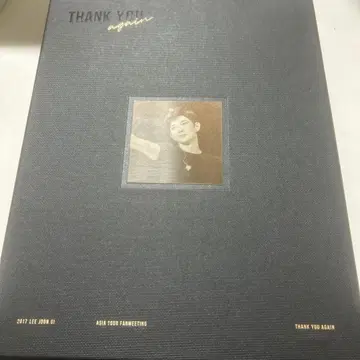 THANK YOU
again
2017 LEE JOON GI
ASIA TOUR FANMEETING
THANK YOU AGAIN